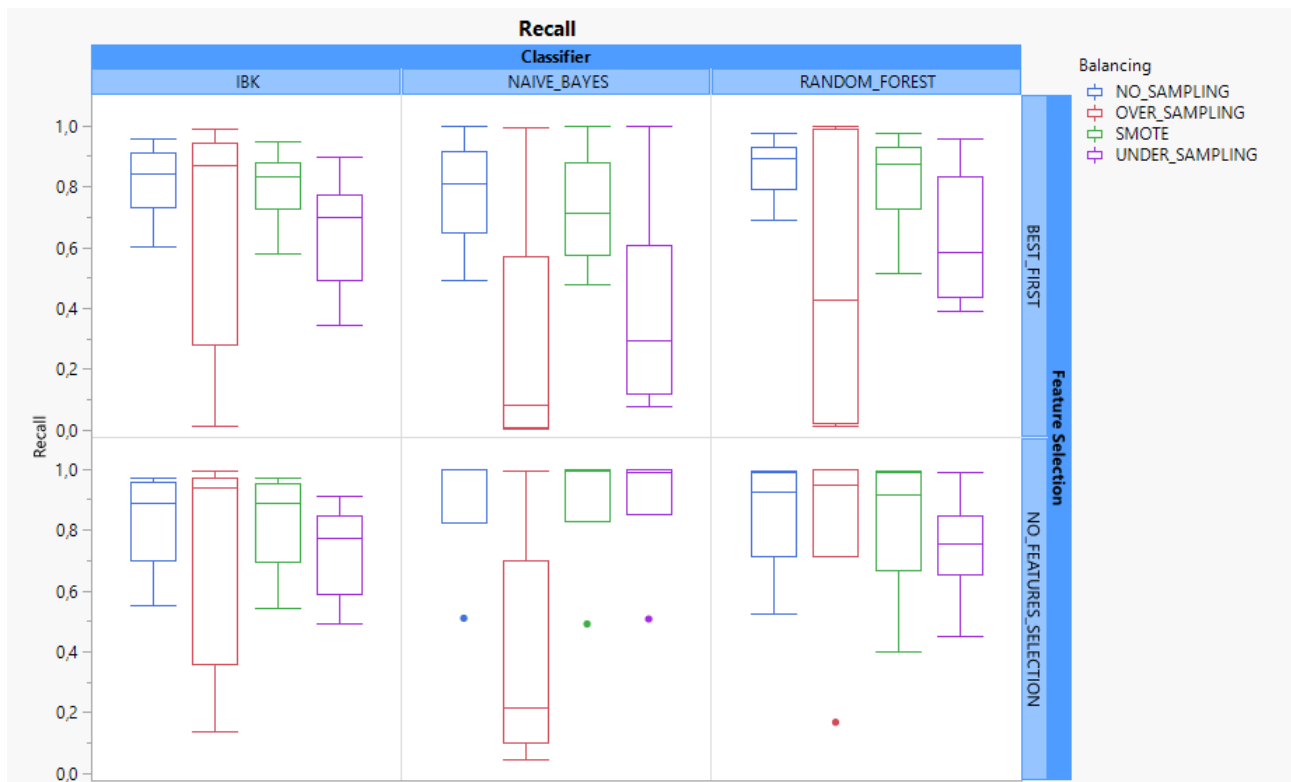 Recall
Classifier
IBK
NAIVE_BAYES
RANDOM_FOREST
Balancing
NO_SAMPLING
OVER_SAMPLING
SMOTE
UNDER_SAMPLING
Recall
1,0
0,8
0,6
0,4
0,2
0,0
1,0
0,8
0,6
0,4
0,2
0,0
BEST_FIRST
NO_FEATURES_SELECTION
Feature Selection